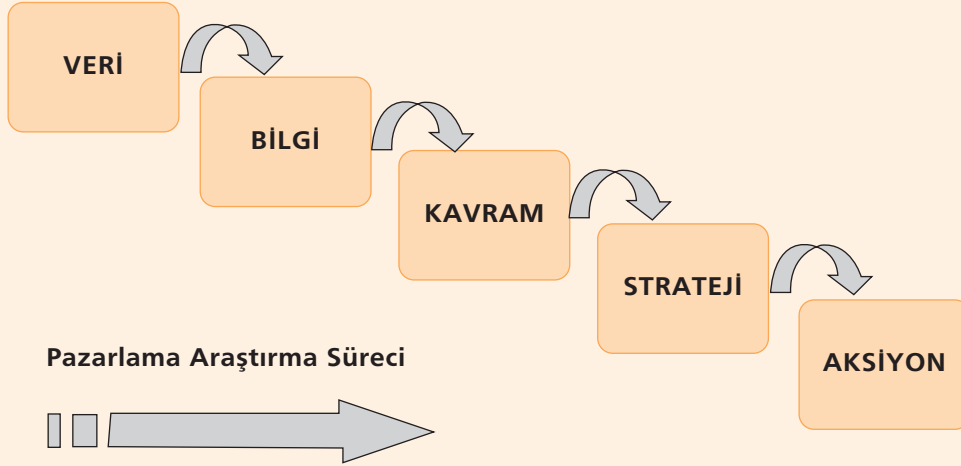 VERİ
BİLGİ
KAVRAM
STRATEJİ
AKSİYON
Pazarlama Araştırma Süreci